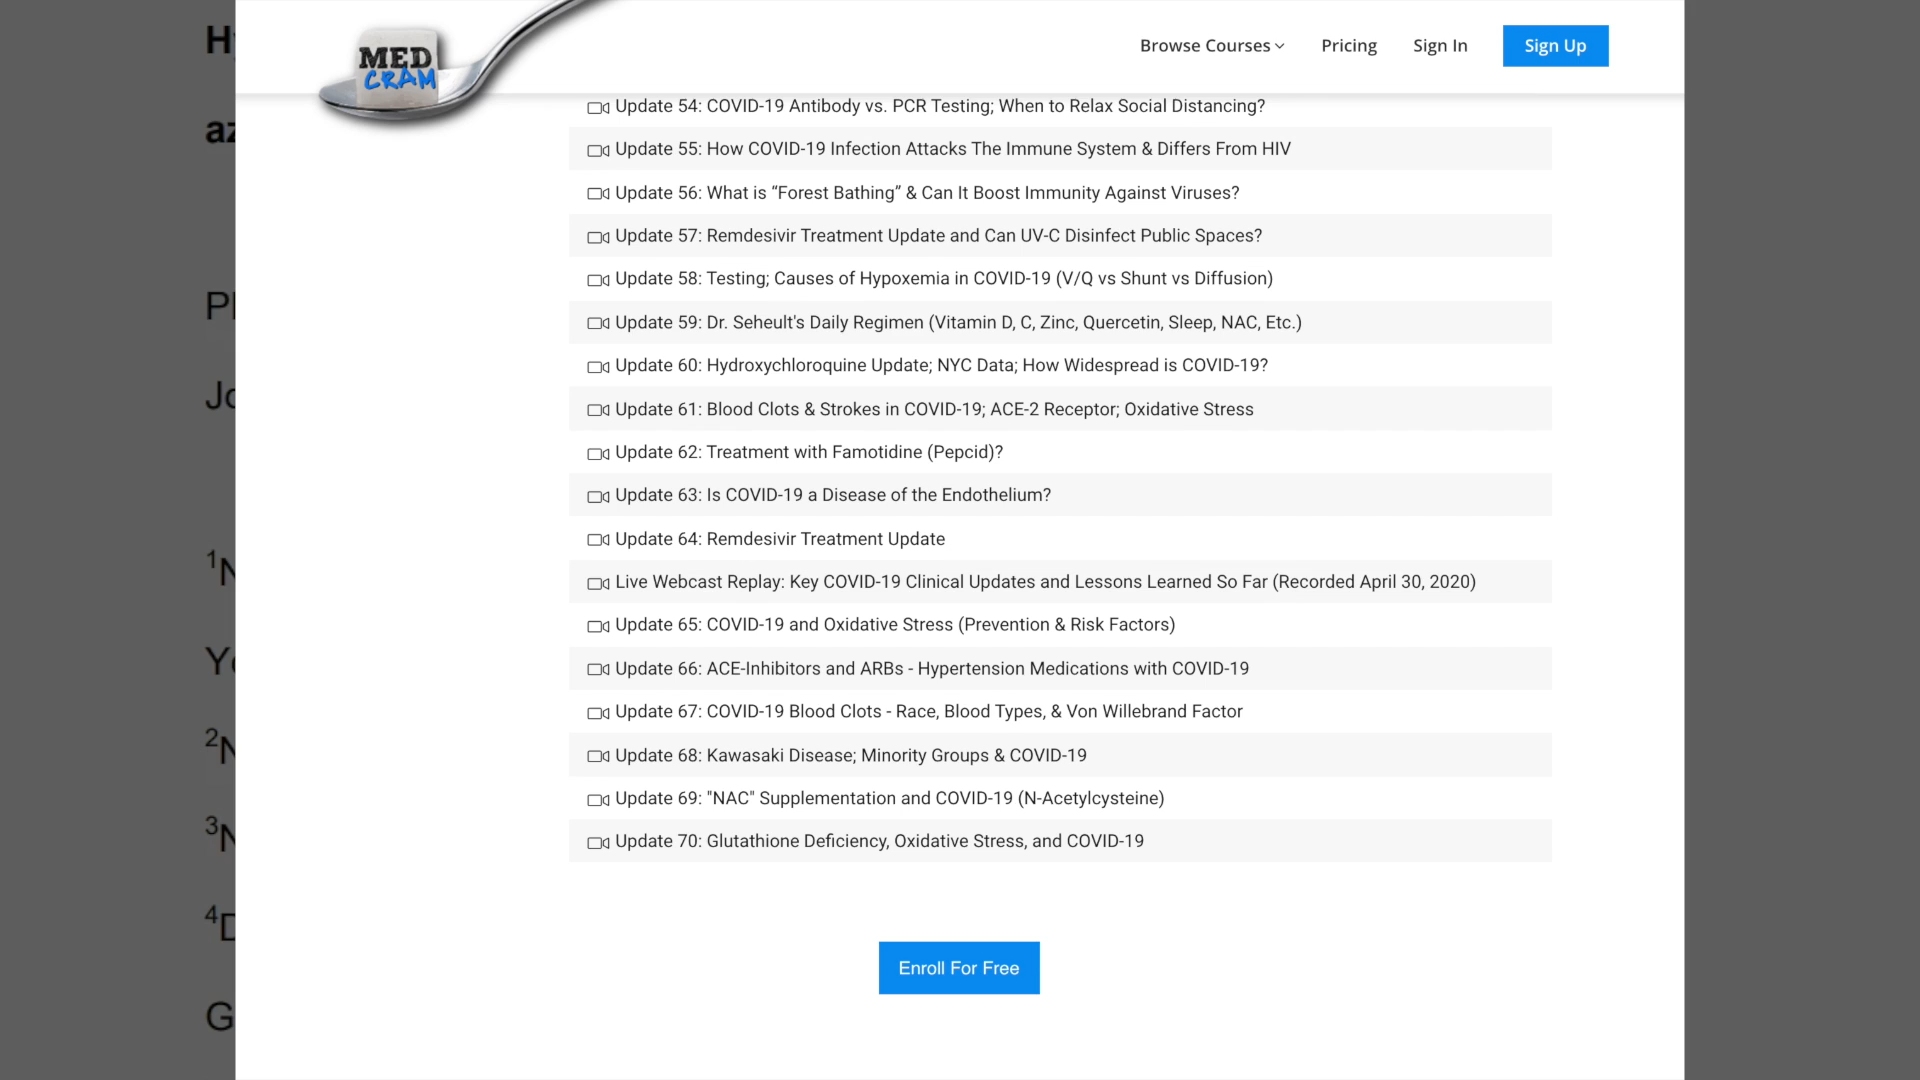 MED
CRAM
Browse Courses
Pricing
Sign In
Sign Up
Update 54: COVID-19 Antibody vs. PCR Testing; When to Relax Social Distancing?
Update 55: How COVID-19 Infection Attacks The Immune System & Differs From HIV
Update 56: What is “Forest Bathing” & Can It Boost Immunity Against Viruses?
Update 57: Remdesivir Treatment Update and Can UV-C Disinfect Public Spaces?
Update 58: Testing; Causes of Hypoxemia in COVID-19 (V/Q vs Shunt vs Diffusion)
Update 59: Dr. Seheult's Daily Regimen (Vitamin D, C, Zinc, Quercetin, Sleep, NAC, Etc.)
Update 60: Hydroxychloroquine Update; NYC Data; How Widespread is COVID-19?
Update 61: Blood Clots & Strokes in COVID-19; ACE-2 Receptor; Oxidative Stress
Update 62: Treatment with Famotidine (Pepcid)?
Update 63: Is COVID-19 a Disease of the Endothelium?
Update 64: Remdesivir Treatment Update
Live Webcast Replay: Key COVID-19 Clinical Updates and Lessons Learned So Far (Recorded April 30, 2020)
Update 65: COVID-19 and Oxidative Stress (Prevention & Risk Factors)
Update 66: ACE-Inhibitors and ARBs - Hypertension Medications with COVID-19
Update 67: COVID-19 Blood Clots - Race, Blood Types, & Von Willebrand Factor
Update 68: Kawasaki Disease; Minority Groups & COVID-19
Update 69: "NAC" Supplementation and COVID-19 (N-Acetylcysteine)
Update 70: Glutathione Deficiency, Oxidative Stress, and COVID-19
Enroll For Free